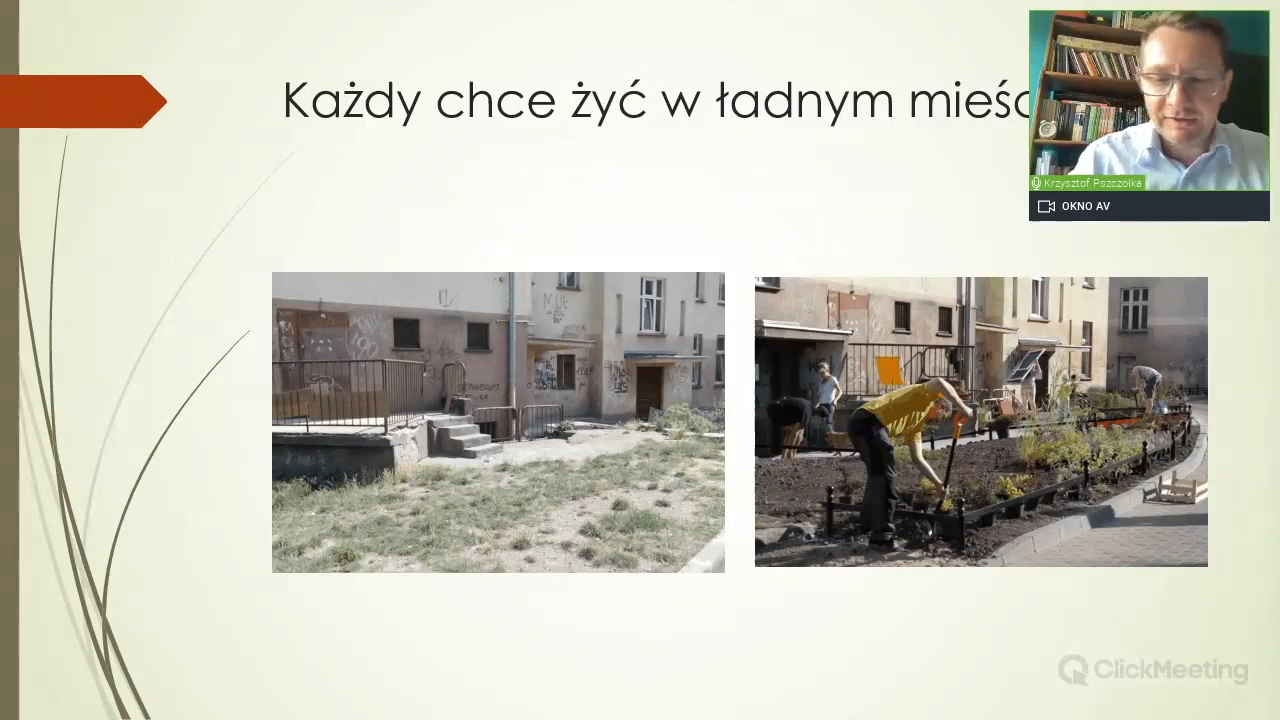 Każdy chce żyć w ładnym mieśc
Krzysztof Pszczółka
OKNO AV
ClickMeeting